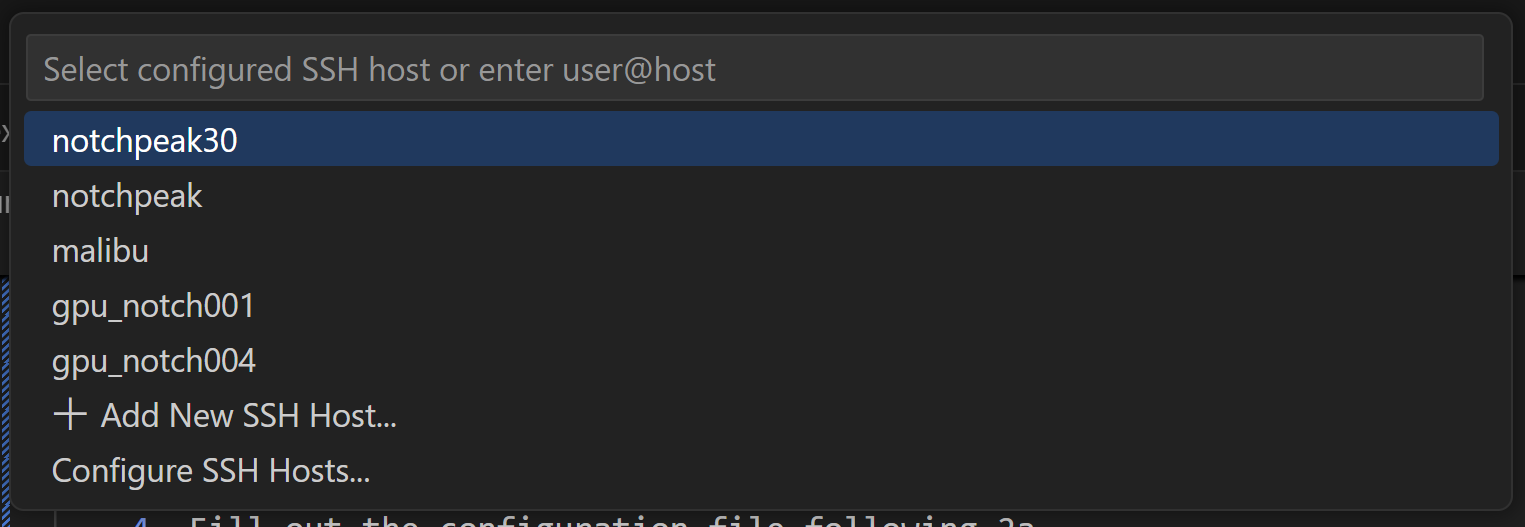 Select configured SSH host or enter user@host
notchpeak30
notchpeak
malibu
gpu_notch001
gpu_notch004
Add New SSH Host...
Configure SSH Hosts...
4. Fill out the configuration file following 2a